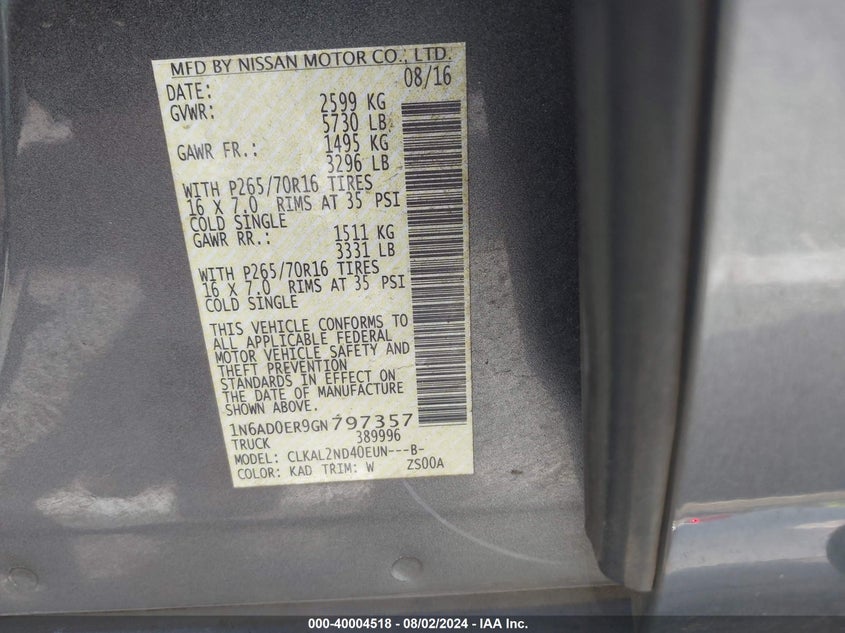 MFD BY NISSAN MOTOR CO., LTD.
DATE: 08/16
GVWR: 2599 KG
5730 LB
GAWR FR.: 1495 KG
3296 LB
WITH P265/70R16 TIRES
16 X 7.0 RIMS AT 35 PSI
COLD SINGLE
GAWR RR.: 1511 KG
3331 LB
WITH P265/70R16 TIRES
16 X 7.0 RIMS AT 35 PSI
COLD SINGLE
THIS VEHICLE CONFORMS TO
ALL APPLICABLE FEDERAL
MOTOR VEHICLE SAFETY AND
THEFT PREVENTION
STANDARDS IN EFFECT ON
THE DATE OF MANUFACTURE
SHOWN ABOVE.
1N6AD0ER9GN797357
TRUCK 389996
MODEL: CLKAL2ND40EUN---B-
COLOR: KAD TRIM: W ZS00A
000-40004518 - 08/02/2024 - IAA Inc.